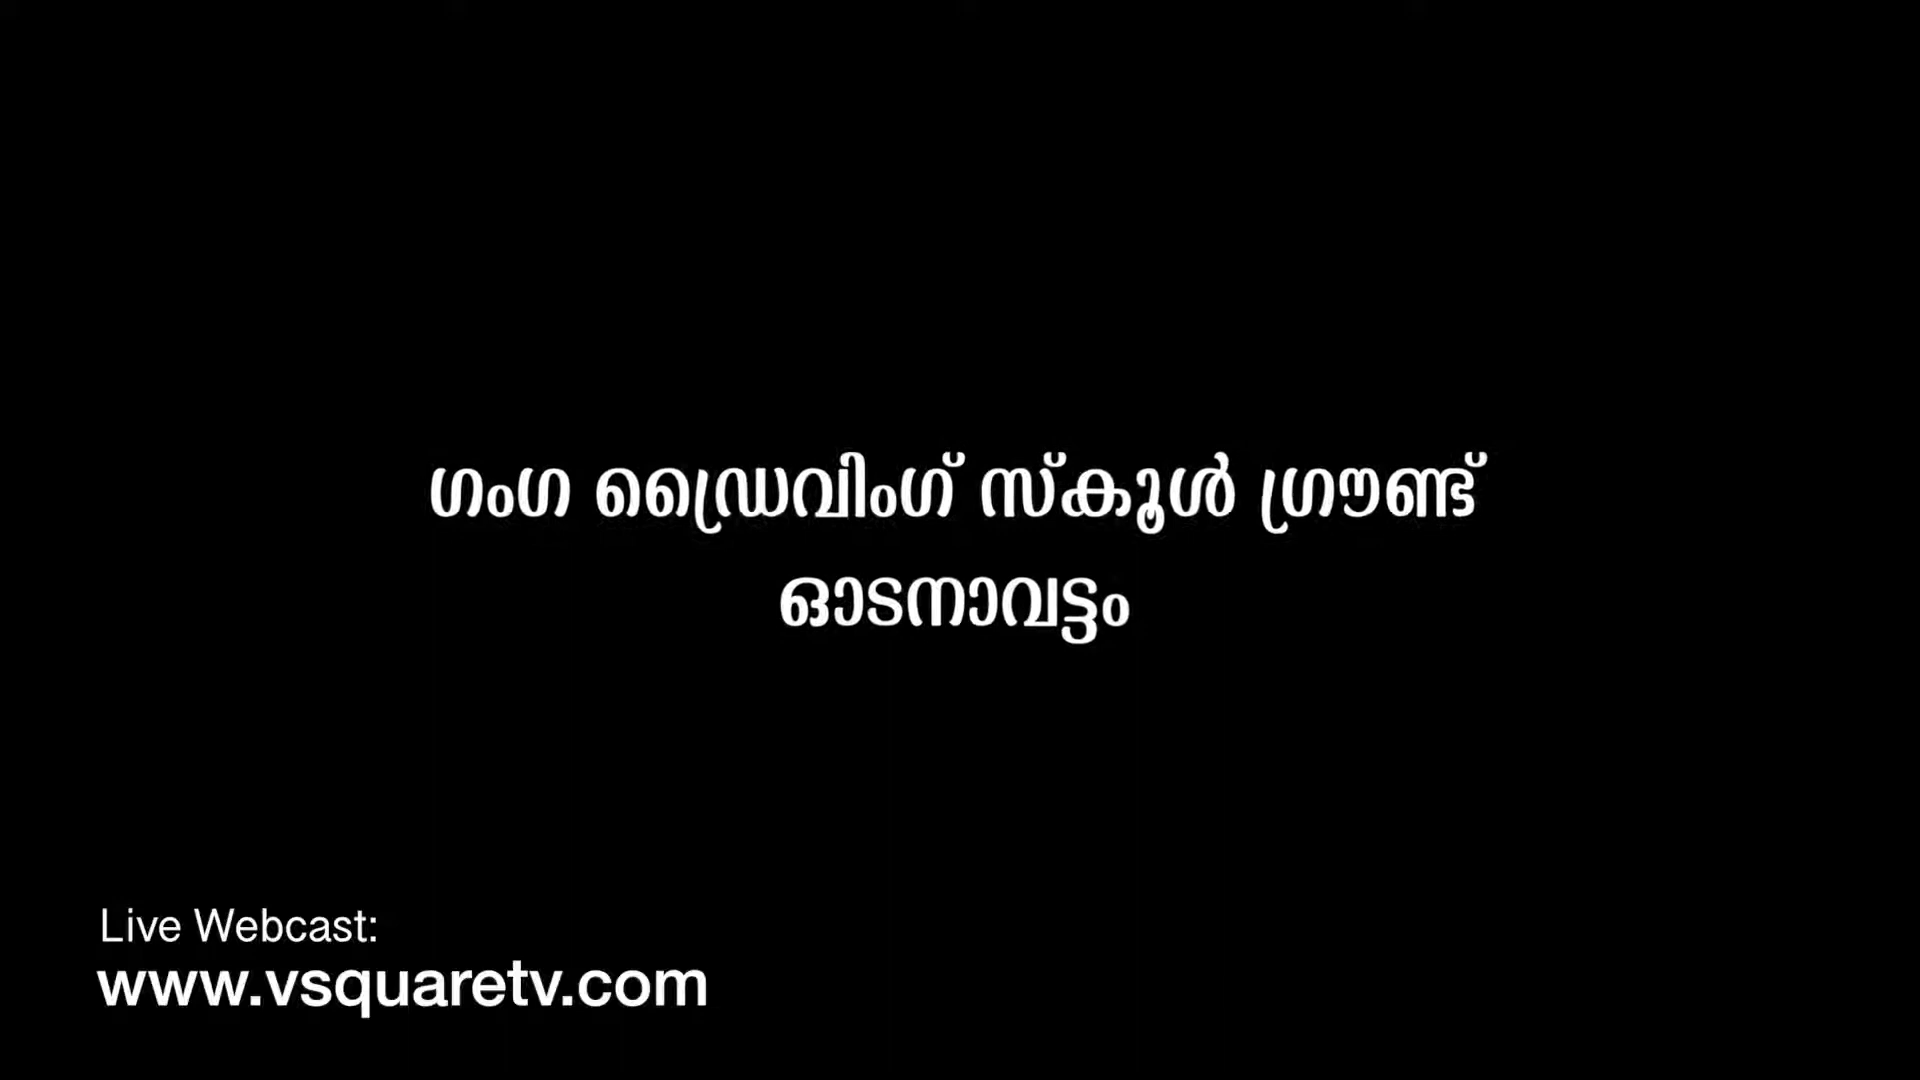 ഗംഗ ഡ്രൈവിംഗ് സ്കൂൾ ഗ്രൗണ്ട്
ഓടനാവട്ടം
Live Webcast:
www.vsquaretv.com